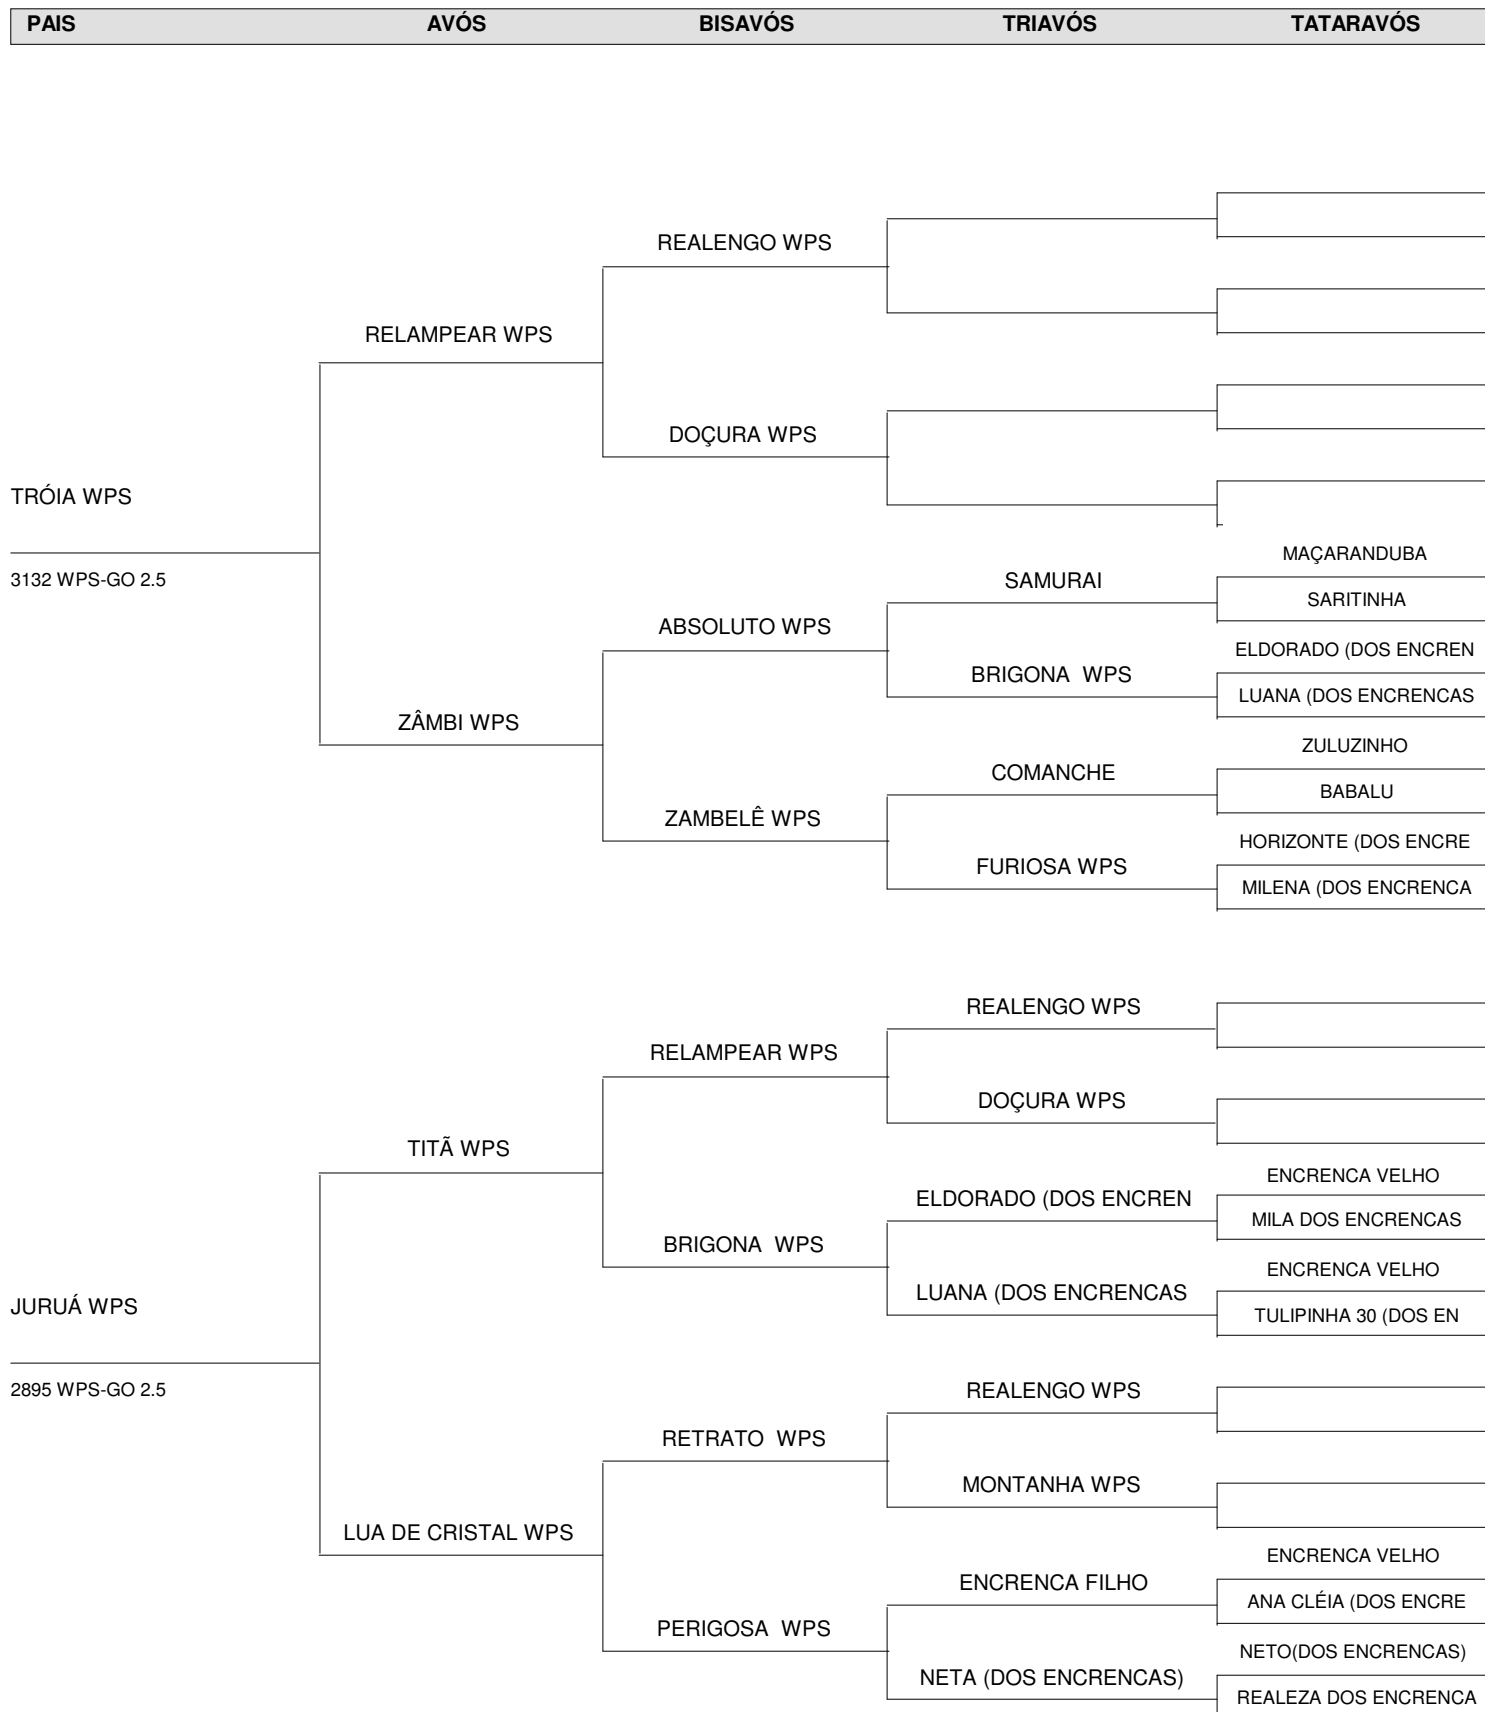 PAIS AVÓS BISAVÓS TRIAVÓS TATARAVÓS
REALENGO WPS
RELAMPEAR WPS
DOÇURA WPS
TRÓIA WPS
3132 WPS-GO 2.5
MAÇARANDUBA
SAMURAI
SARITINHA
ABSOLUTO WPS
ELDORADO (DOS ENCREN
BRIGONA  WPS
LUANA (DOS ENCRENCAS
ZÂMBI WPS
ZULUZINHO
COMANCHE
BABALU
ZAMBELÊ WPS
HORIZONTE (DOS ENCRE
FURIOSA WPS
MILENA (DOS ENCRENCA
REALENGO WPS
RELAMPEAR WPS
DOÇURA WPS
TITÃ WPS
ENCRENCA VELHO
ELDORADO (DOS ENCREN
MILA DOS ENCRENCAS
BRIGONA  WPS
ENCRENCA VELHO
LUANA (DOS ENCRENCAS
TULIPINHA 30 (DOS EN
JURUÁ WPS
2895 WPS-GO 2.5
REALENGO WPS
RETRATO  WPS
MONTANHA WPS
LUA DE CRISTAL WPS
ENCRENCA VELHO
ENCRENCA FILHO
ANA CLÉIA (DOS ENCRE
PERIGOSA  WPS
NETO(DOS ENCRENCAS)
NETA (DOS ENCRENCAS)
REALEZA DOS ENCRENCA